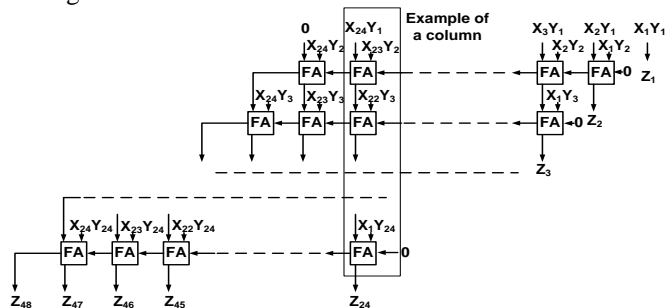 Example of
a column
0 X24Y1 X3Y1 X2Y1 X1Y1
X24Y2 X23Y2 X2Y2 X1Y2
FA FA FA FA 0
Z1
X24Y3 X23Y3 X22Y3 X1Y3
FA FA FA FA 0 Z2
Z3
X24Y24 X23Y24 X22Y24 X1Y24
FA FA FA FA 0
Z48 Z47 Z46 Z45 Z24